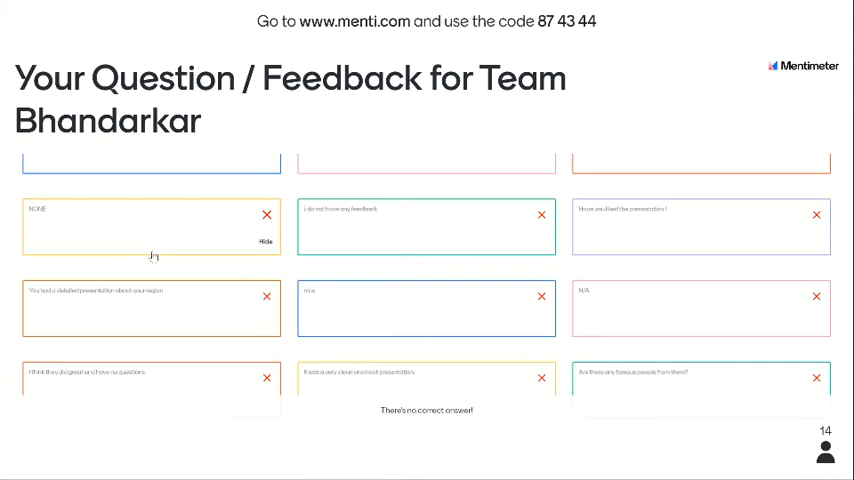 Go to www.menti.com and use the code 87 43 44
Your Question / Feedback for Team
Bhandarkar
Mentimeter
NONE
Hide
i do not have any feedback
Hope you liked the presentation !
You had a detailed presentation about your region
nice
N/A
I think they did great and have no questions
It was a very clean and neat presentation.
Are there any famous people from there?
There's no correct answer!
14